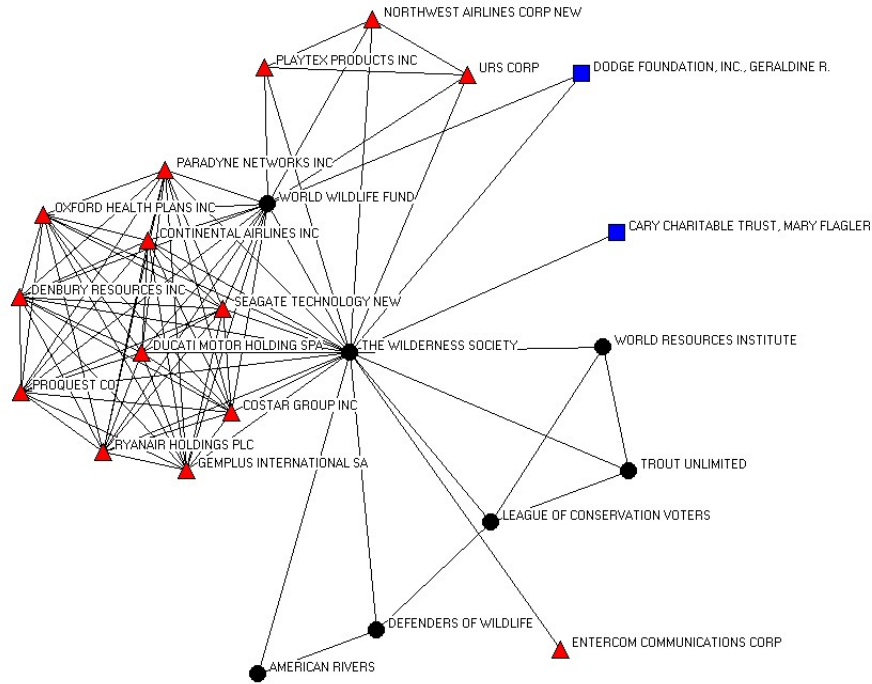 NORTHWEST AIRLINES CORP NEW
PLAYTEX PRODUCTS INC
URS CORP
DODGE FOUNDATION, INC., GERALDINE R.
PARADYNE NETWORKS INC
WORLD WILDLIFE FUND
OXFORD HEALTH PLANS INC
CARY CHARITABLE TRUST, MARY FLAGLER
CONTINENTAL AIRLINES INC
DENBURY RESOURCES INC
SEAGATE TECHNOLOGY NEW
DUCATI MOTOR HOLDING SPA
THE WILDERNESS SOCIETY
WORLD RESOURCES INSTITUTE
PROQUEST CO
COSTAR GROUP INC
RYANAIR HOLDINGS PLC
GEMPLUS INTERNATIONAL SA
TROUT UNLIMITED
LEAGUE OF CONSERVATION VOTERS
DEFENDERS OF WILDLIFE
ENTERCOM COMMUNICATIONS CORP
AMERICAN RIVERS